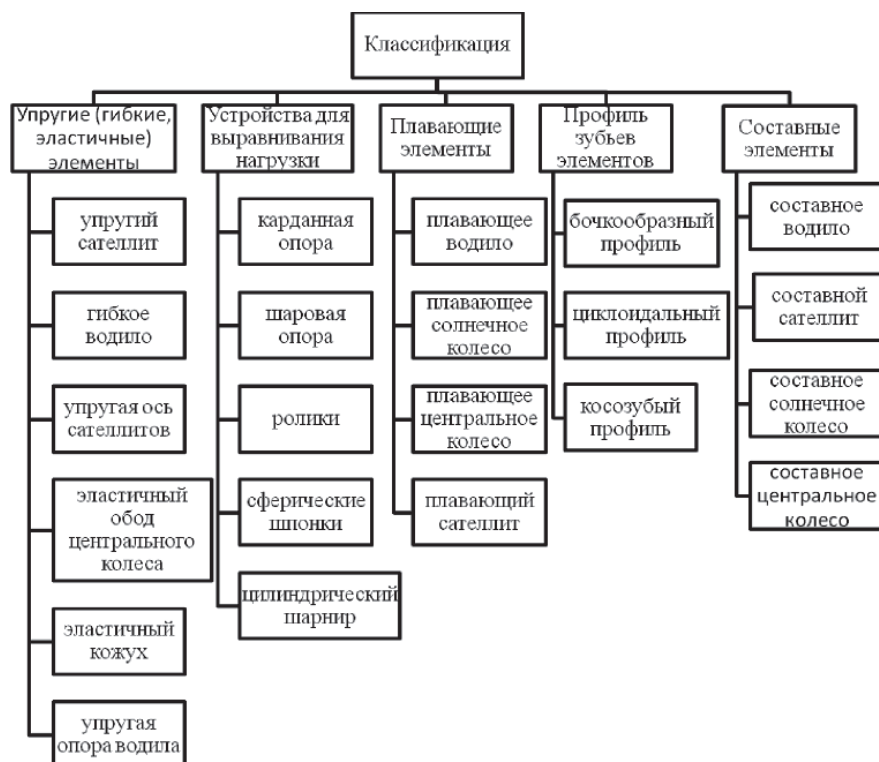 Классификация
Упругие (гибкие,
эластичные)
элементы
упругий
сателлит
гибкое
водило
упругая ось
сателлитов
эластичный
обод
центрального
колеса
эластичный
кожух
упругая
опора водила
Устройства для
выравнивания
нагрузки
карданная
опора
шаровая
опора
ролики
сферические
шпонки
цилиндрический
шарнир
Плавающие
элементы
плавающее
водило
плавающее
солнечное
колесо
плавающее
центральное
колесо
плавающий
сателлит
Профиль
зубьев
элементов
бочкообразный
профиль
циклоидальный
профиль
косозубый
профиль
Составные
элементы
составное
водило
составной
сателлит
составное
солнечное
колесо
составное
центральное
колесо